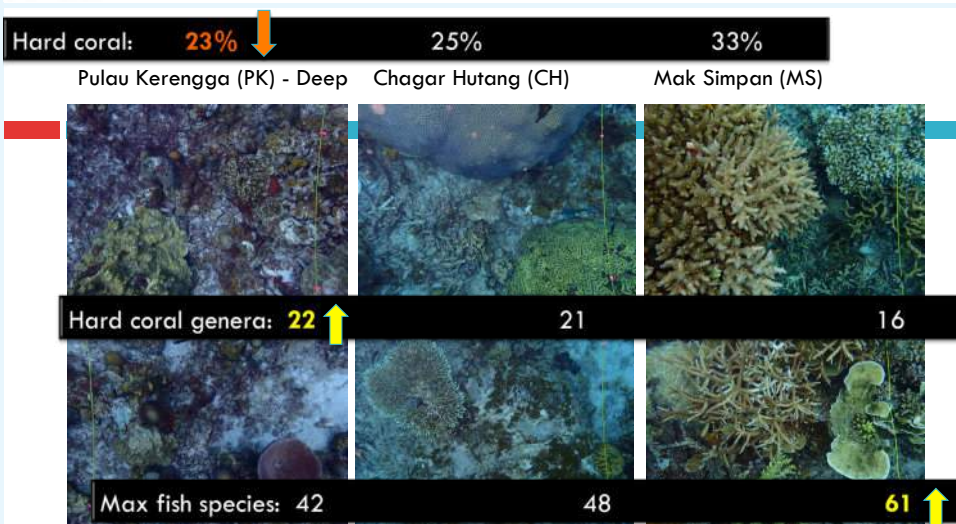 Hard coral: 23% 25% 33%
Pulau Kerengga (PK) - Deep Chagar Hutang (CH) Mak Simpan (MS)
Hard coral genera: 22 21 16
Max fish species: 42 48 61